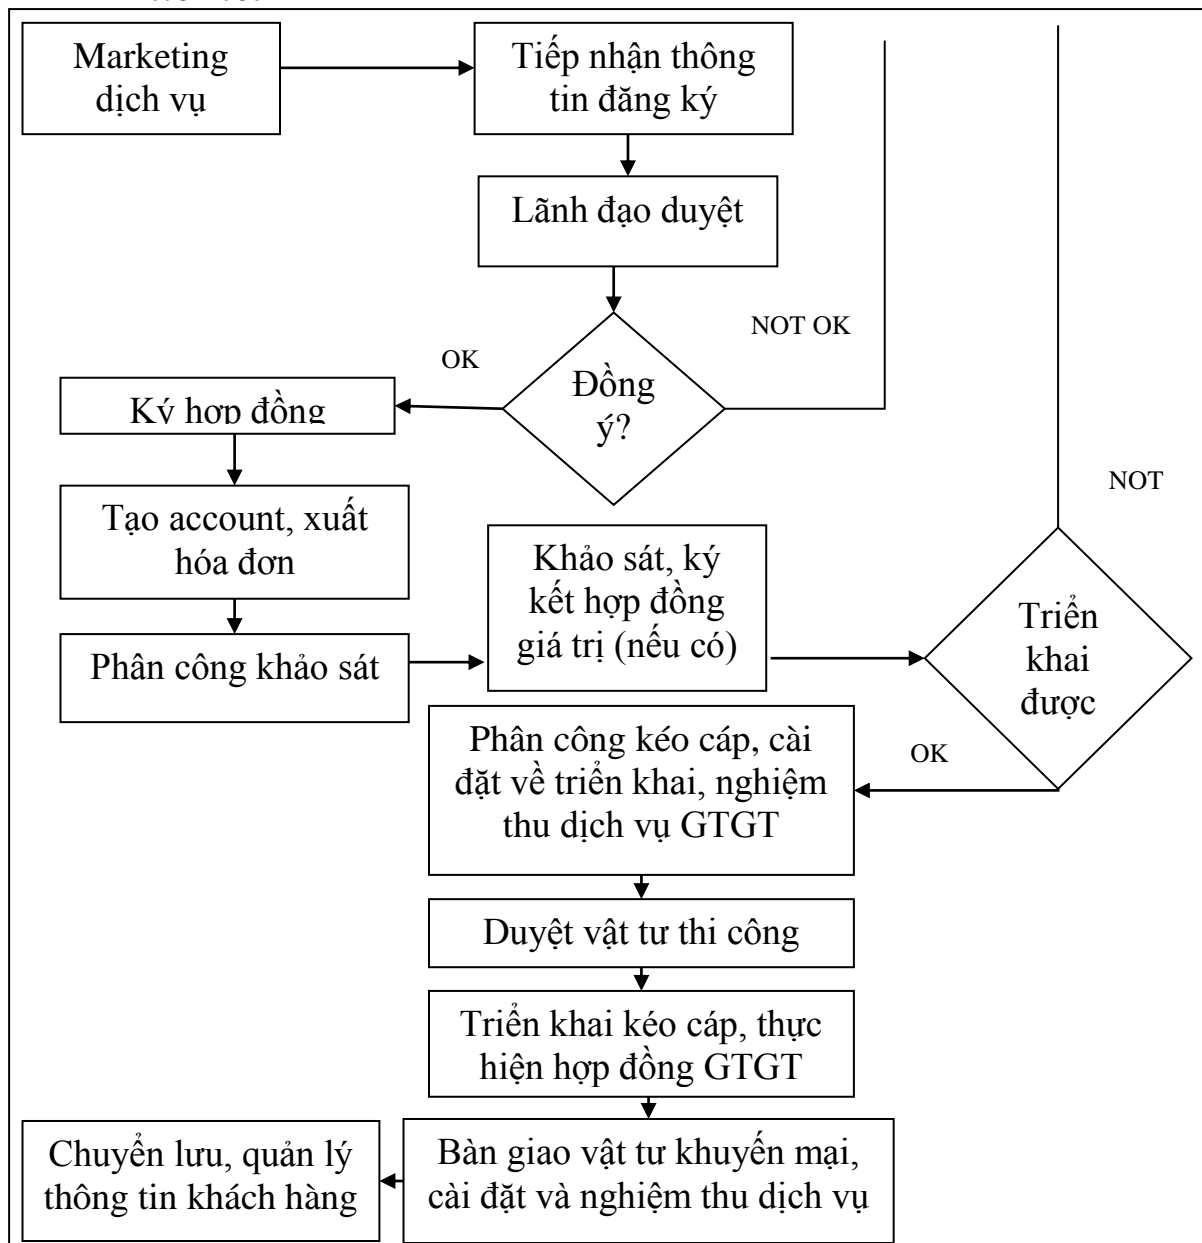 Marketing
dịch vụ
Tiếp nhận thông
tin đăng ký
Lãnh đạo duyệt
NOT OK
OK
Đồng
ý?
Ký hợp đồng
NOT
Tạo account, xuất
hóa đơn
Khảo sát, ký
kết hợp đồng
giá trị (nếu có)
Triển
khai
được
Phân công khảo sát
Phân công kéo cáp, cài
đặt về triển khai, nghiệm
thu dịch vụ GTGT
OK
Duyệt vật tư thi công
Triển khai kéo cáp, thực
hiện hợp đồng GTGT
Chuyển lưu, quản lý
thông tin khách hàng
Bàn giao vật tư khuyến mại,
cài đặt và nghiệm thu dịch vụ